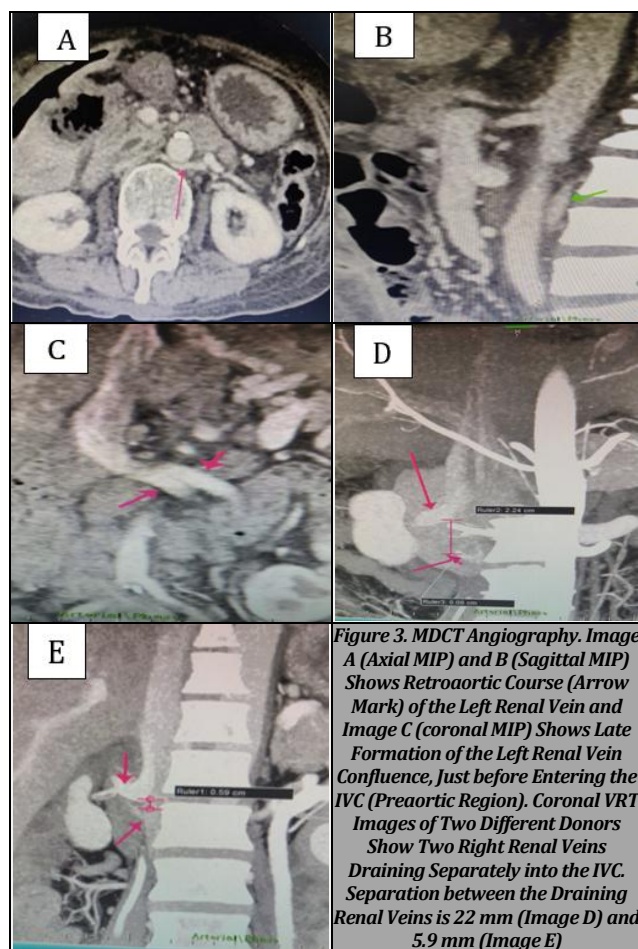 A
B
Arterial Phase
C
Arterial Phase
D
Ruler2: 2.24 cm
Arterial Phase
E
Ruler1: 0.59 cm
Figure 3. MDCT Angiography. Image
A (Axial MIP) and B (Sagittal MIP)
Shows Retroaortic Course (Arrow
Mark) of the Left Renal Vein and
Image C (coronal MIP) Shows Late
Formation of the Left Renal Vein
Confluence, Just before Entering the
IVC (Preaortic Region). Coronal VRT
Images of Two Different Donors
Show Two Right Renal Veins
Draining Separately into the IVC.
Separation between the Draining
Renal Veins is 22 mm (Image D) and
5.9 mm (Image E)